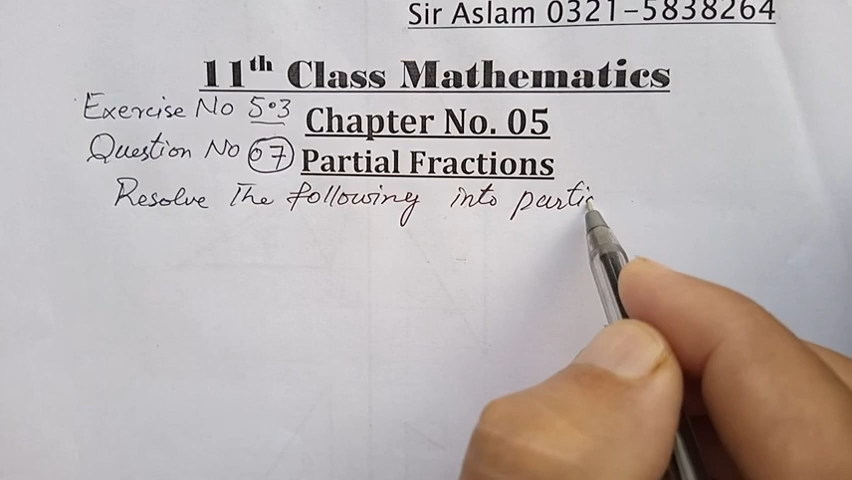 Sir Aslam 0321-5838264
11th Class Mathematics
Exercise No 5.3
Chapter No. 05
Question No 07
Partial Fractions
Resolve The following into parti